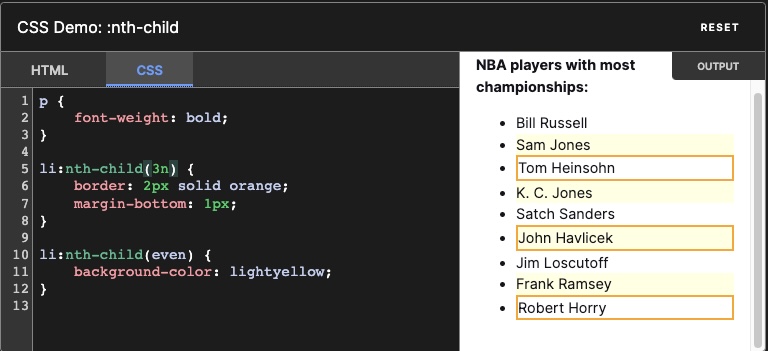 CSS Demo: :nth-child
RESET
HTML
CSS
1 p {
2     font-weight: bold;
3 }
4
5 li:nth-child(3n) {
6     border: 2px solid orange;
7     margin-bottom: 1px;
8 }
9
10 li:nth-child(even) {
11     background-color: lightyellow;
12 }
13
OUTPUT
NBA players with most
championships:
• Bill Russell
• Sam Jones
• Tom Heinsohn
• K. C. Jones
• Satch Sanders
• John Havlicek
• Jim Loscutoff
• Frank Ramsey
• Robert Horry